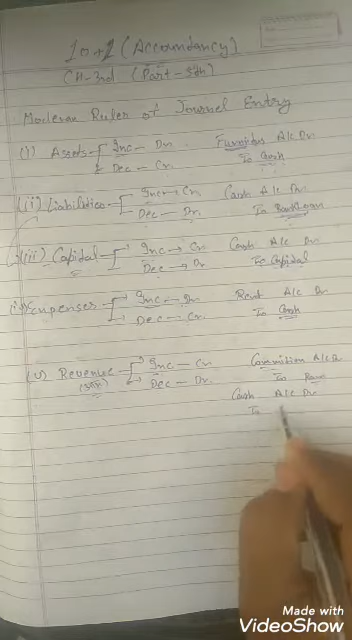 10+2 (Accountancy)
CH-3rd (Part-5th)
Modern Rules of Journal Entry
(i) Assets Inc - Dr. Furniture A/c Dr
Dec - Cr. To Cash
(ii) Liabilities Inc → Cr. Cash A/c Dr.
Dec - Dr. To Bank loan
(iii) Capital Inc → Cr Cash A/c Dr
Dec → Dr To Capital
(iv) Expenses Inc - Dr Rent A/c Dr
Dec - Cr. To Cash
(v) Revenue Inc - Cr Commition A/c
Dec - Dr. To
Cash A/c Dr
To
Made with
VideoShow